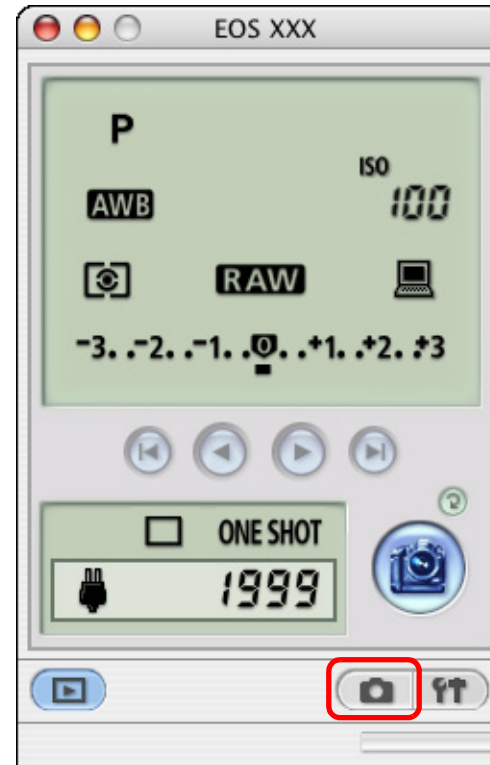 EOS XXX
P
ISO
AWB 100
RAW
-3. .-2. .-1. .0. .+1. .+2. .+3
ONE SHOT
1999